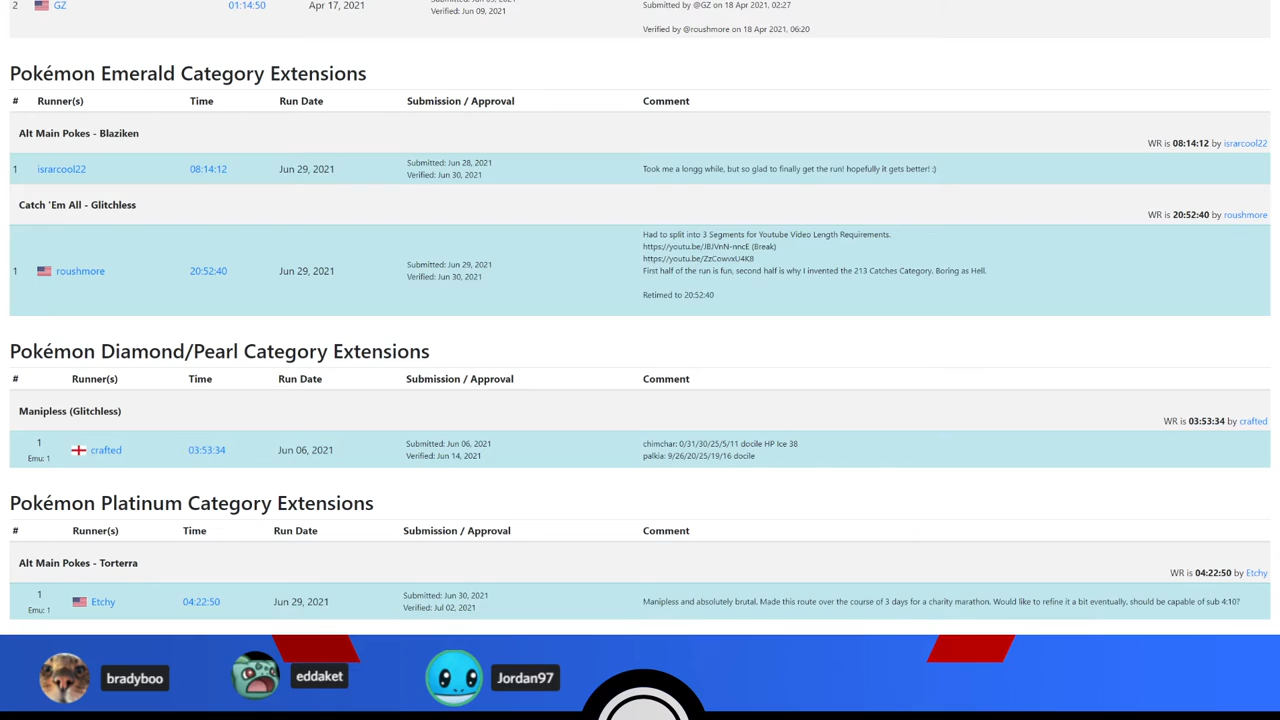 2 GZ 01:14:50 Apr 17, 2021 Verified: Jun 09, 2021 Submitted by @GZ on 18 Apr 2021, 02:27
Verified by @roushmore on 18 Apr 2021, 06:20
Pokémon Emerald Category Extensions
# Runner(s) Time Run Date Submission / Approval Comment
Alt Main Pokes - Blaziken
WR is 08:14:12 by israrcool22
1 israrcool22 08:14:12 Jun 29, 2021 Submitted: Jun 28, 2021 Took me a longg while, but so glad to finally get the run! hopefully it gets better! :)
Verified: Jun 30, 2021
Catch 'Em All - Glitchless
WR is 20:52:40 by roushmore
Had to split into 3 Segments for Youtube Video Length Requirements.
https://youtu.be/JBJVnN-nncE (Break)
https://youtu.be/ZzCowvxU4K8
1 roushmore 20:52:40 Jun 29, 2021 Submitted: Jun 29, 2021 First half of the run is fun, second half is why I invented the 213 Catches Category. Boring as Hell.
Verified: Jun 30, 2021
Retimed to 20:52:40
Pokémon Diamond/Pearl Category Extensions
# Runner(s) Time Run Date Submission / Approval Comment
Manipless (Glitchless)
WR is 03:53:34 by crafted
1 crafted 03:53:34 Jun 06, 2021 Submitted: Jun 06, 2021 chimchar: 0/31/30/25/5/11 docile HP Ice 38
Emu: 1 Verified: Jun 14, 2021 palkia: 9/26/20/25/19/16 docile
Pokémon Platinum Category Extensions
# Runner(s) Time Run Date Submission / Approval Comment
Alt Main Pokes - Torterra
WR is 04:22:50 by Etchy
1 Etchy 04:22:50 Jun 29, 2021 Submitted: Jun 30, 2021 Manipless and absolutely brutal. Made this route over the course of 3 days for a charity marathon. Would like to refine it a bit eventually, should be capable of sub 4:10?
Emu: 1 Verified: Jul 02, 2021
bradyboo eddaket Jordan97